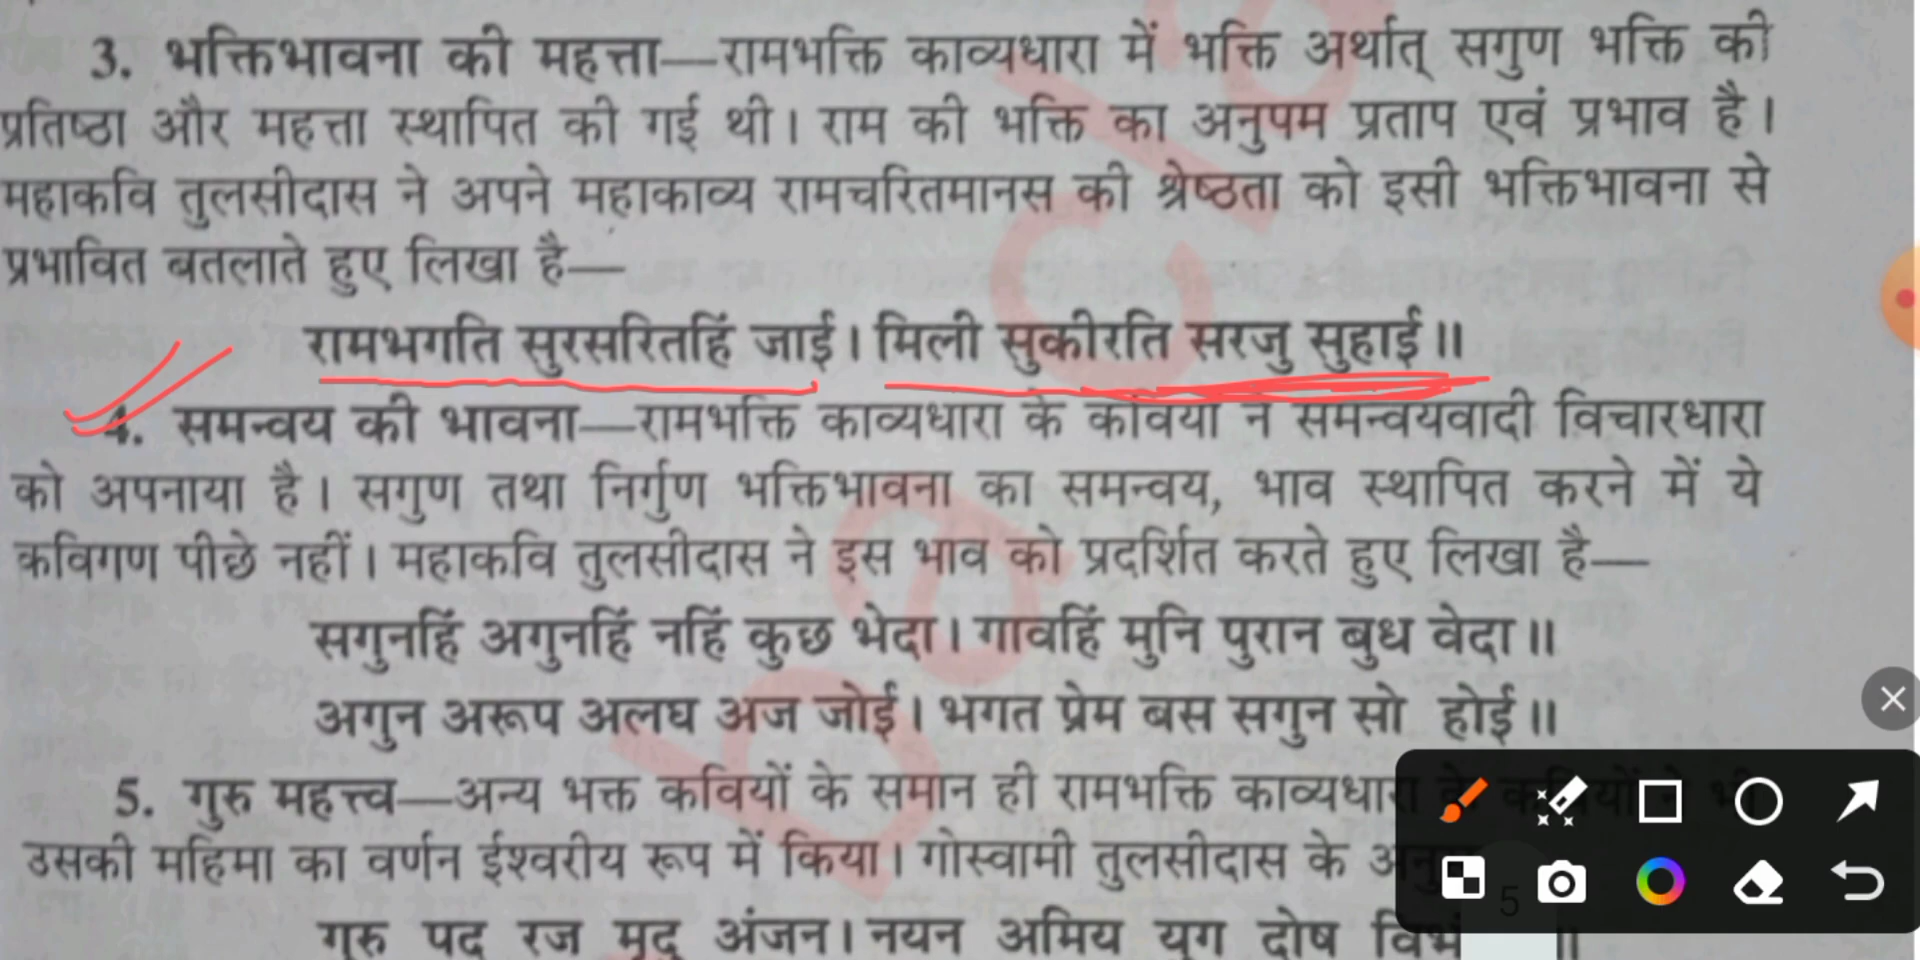 3. भक्तिभावना की महत्ता—रामभक्ति काव्यधारा में भक्ति अर्थात् सगुण भक्ति की
प्रतिष्ठा और महत्ता स्थापित की गई थी। राम की भक्ति का अनुपम प्रताप एवं प्रभाव है।
महाकवि तुलसीदास ने अपने महाकाव्य रामचरितमानस की श्रेष्ठता को इसी भक्तिभावना से
प्रभावित बतलाते हुए लिखा है—
रामभगति सुरसरितहिं जाई। मिली सुकीरति सरजु सुहाई॥
4. समन्वय की भावना—रामभक्ति काव्यधारा के कवियों ने समन्वयवादी विचारधारा
को अपनाया है। सगुण तथा निर्गुण भक्तिभावना का समन्वय, भाव स्थापित करने में ये
कविगण पीछे नहीं। महाकवि तुलसीदास ने इस भाव को प्रदर्शित करते हुए लिखा है—
सगुनहिं अगुनहिं नहिं कुछ भेदा। गावहिं मुनि पुरान बुध वेदा॥
अगुन अरूप अलघ अज जोई। भगत प्रेम बस सगुन सो होई॥
5. गुरु महत्त्व—अन्य भक्त कवियों के समान ही रामभक्ति काव्यधारा के कवियों ने भी
उसकी महिमा का वर्णन ईश्वरीय रूप में किया। गोस्वामी तुलसीदास के
गुरु पद रज मृदु अंजन। नयन अमिय युग दोष
5